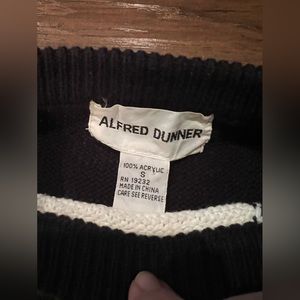 ALFRED DUNNER
100% ACRYLIC
S
RN 19232
MADE IN CHINA
CARE SEE REVERSE